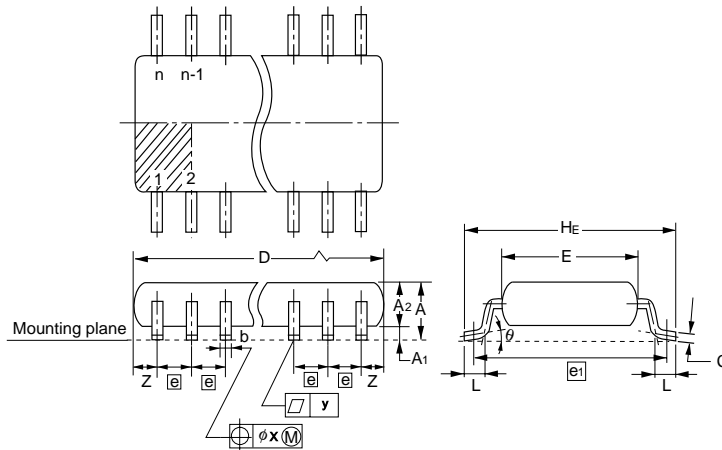 n n-1
1 2
HE
D
E
A2
A
Mounting plane
b
A1
θ
C
Z e e e e Z
e1
L L
y
φx M